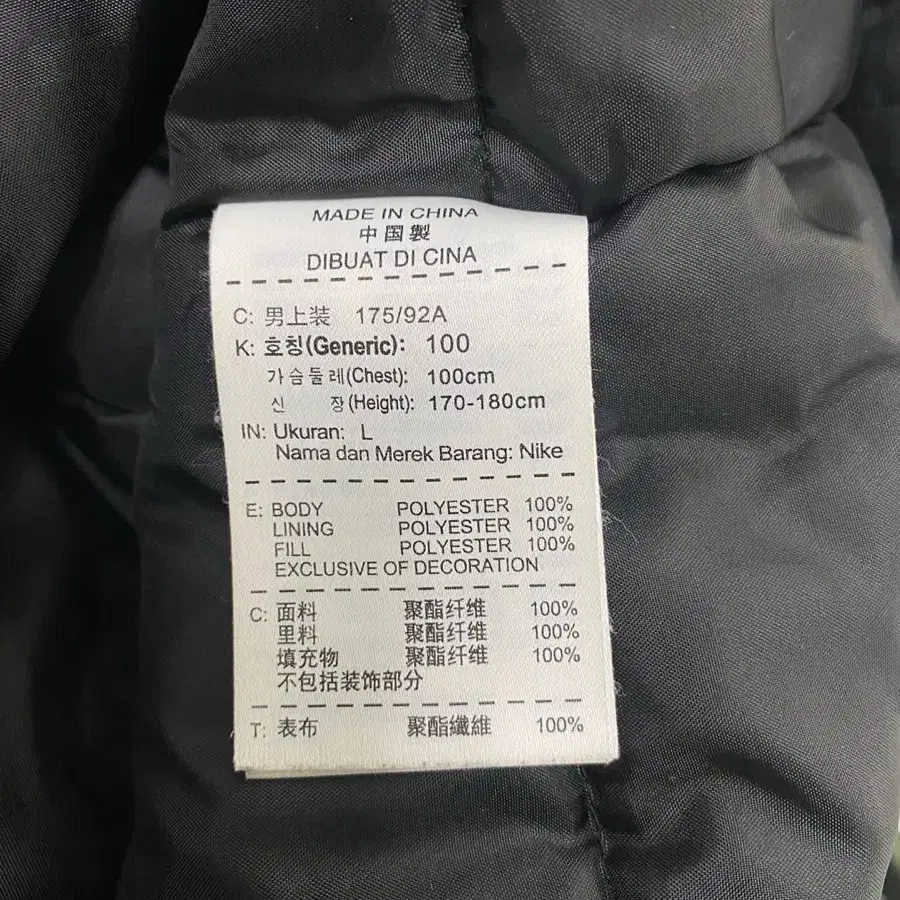 MADE IN CHINA
中国製
DIBUAT DI CINA
C: 男上装 175/92A
K: 호칭(Generic): 100
가슴둘레(Chest): 100cm
신 장(Height): 170-180cm
IN: Ukuran: L
Nama dan Merek Barang: Nike
E: BODY POLYESTER 100%
LINING POLYESTER 100%
FILL POLYESTER 100%
EXCLUSIVE OF DECORATION
C: 面料 聚酯纤维 100%
里料 聚酯纤维 100%
填充物 聚酯纤维 100%
不包括装饰部分
T: 表布 聚酯纖維 100%